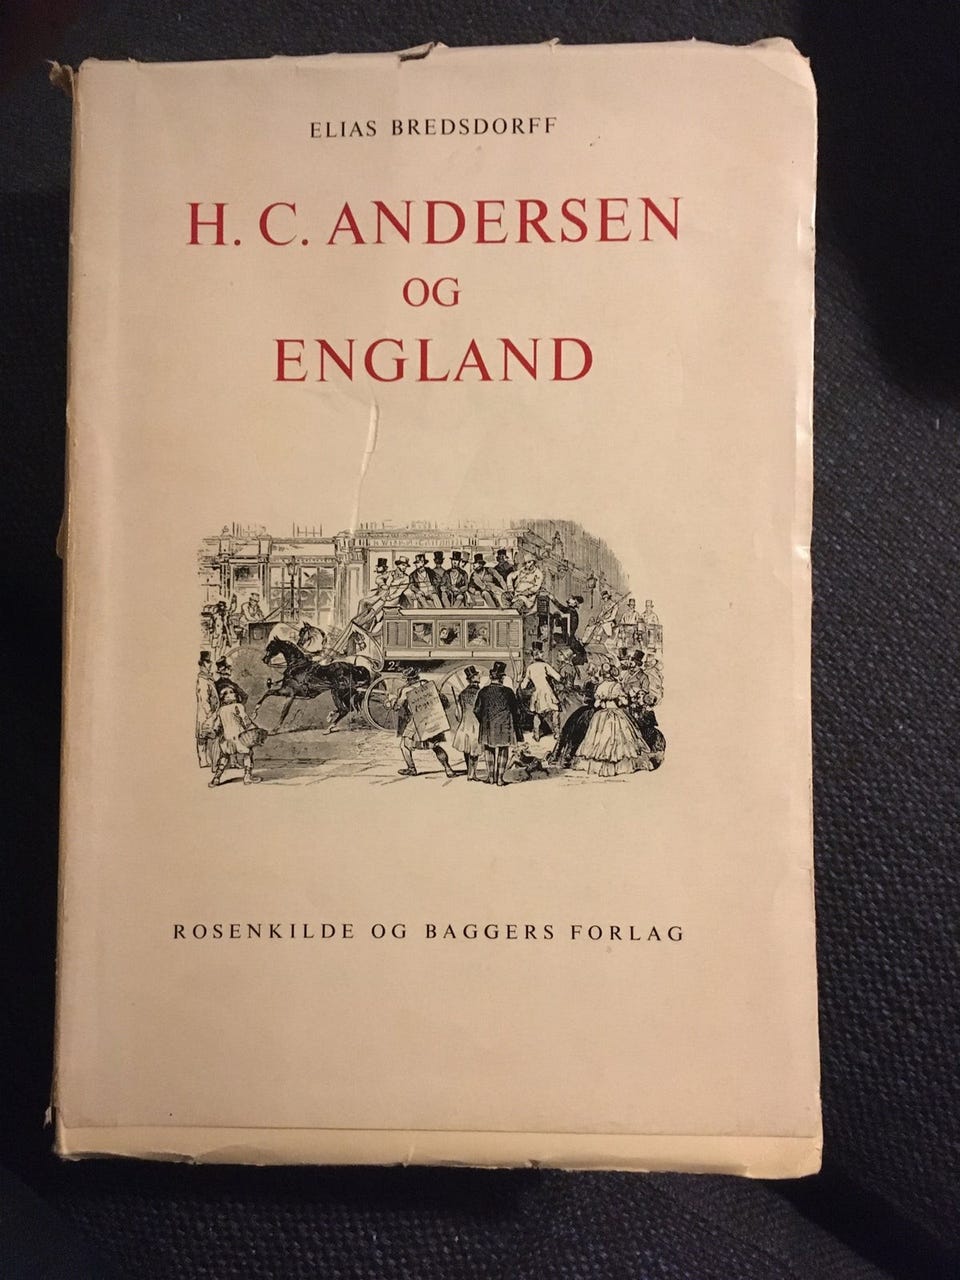 ELIAS BREDSDORFF
H. C. ANDERSEN
OG
ENGLAND
ROSENKILDE OG BAGGERS FORLAG